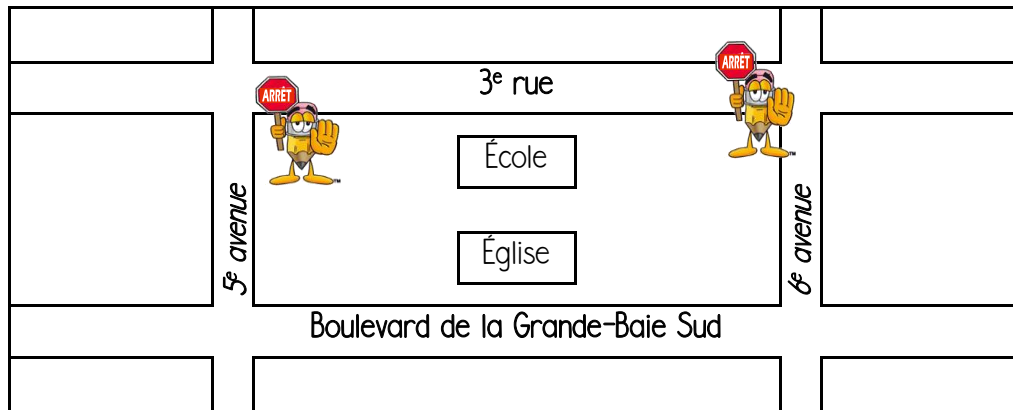 ARRÊT
3e rue
ARRÊT
École
5e avenue
6e avenue
Église
Boulevard de la Grande-Baie Sud